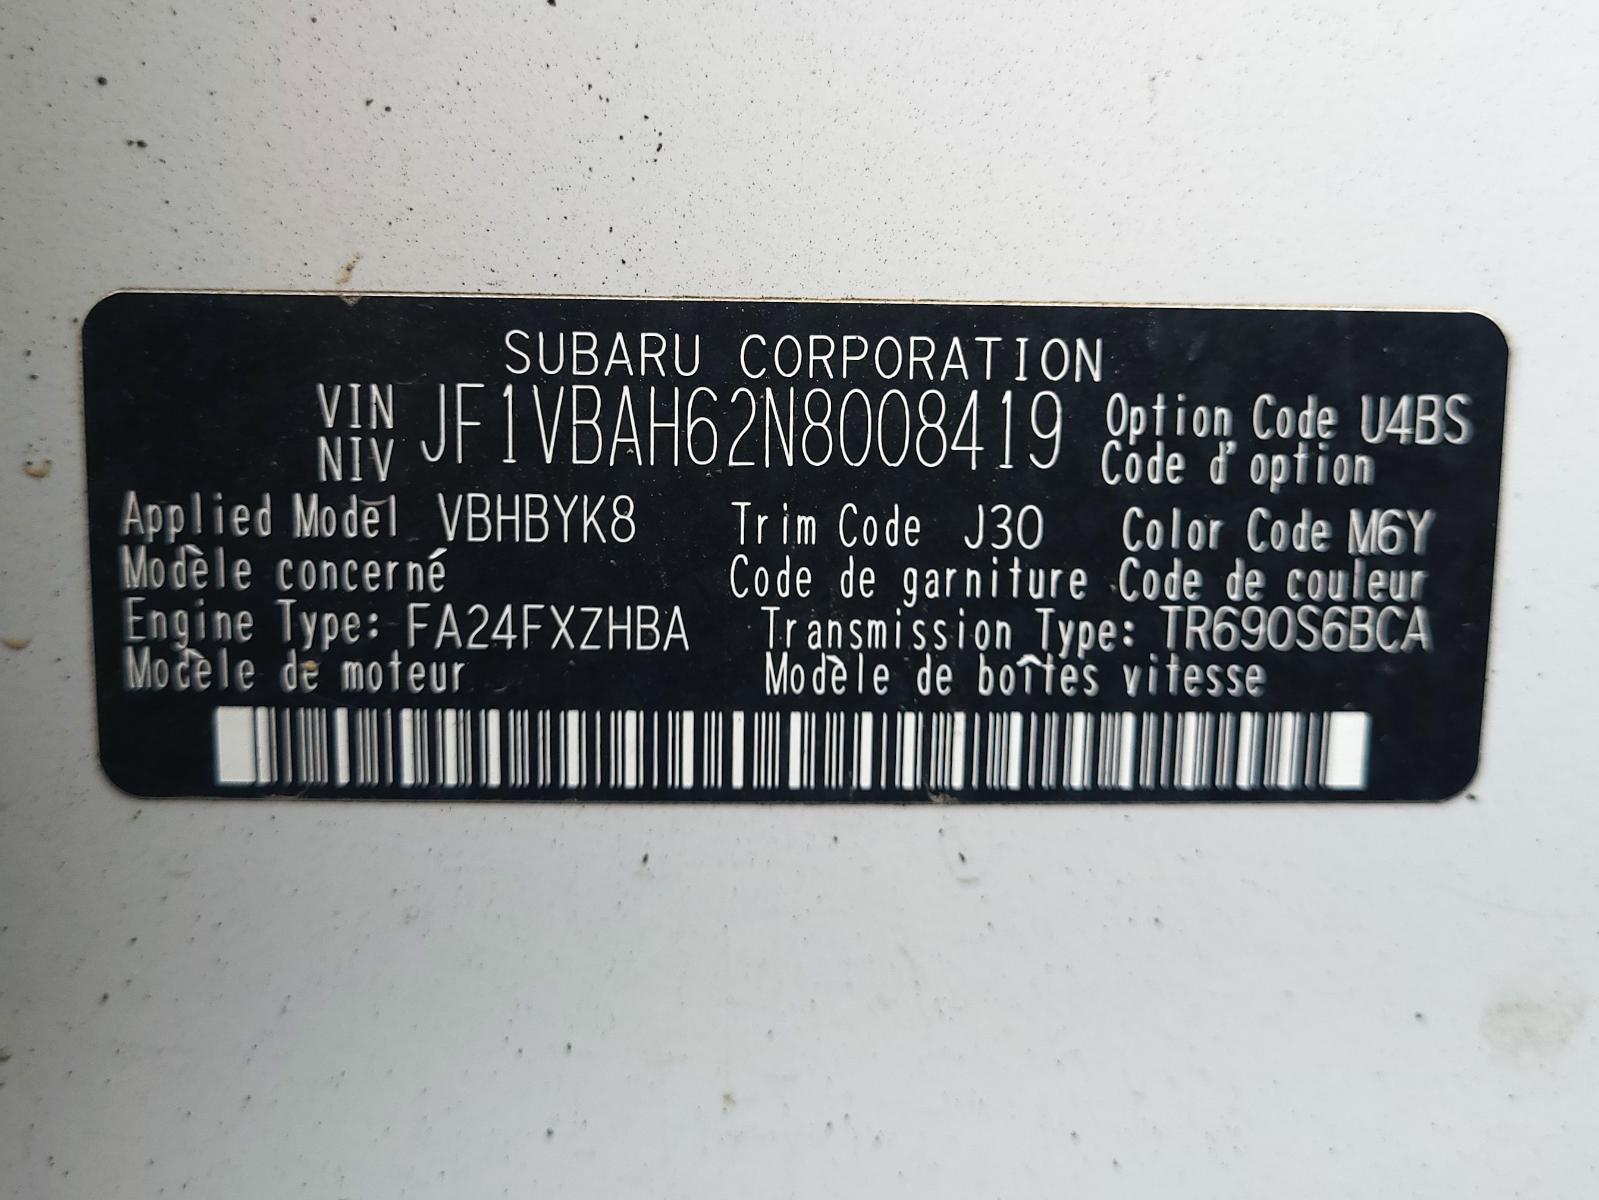 SUBARU CORPORATION
VIN JF1VBAH62N8008419 Option Code U4BS
NIV Code d'option
Applied Model VBHBYK8 Trim Code J30 Color Code M6Y
Modèle concerné Code de garniture Code de couleur
Engine Type: FA24FXZHBA Transmission Type: TR690S6BCA
Modèle de moteur Modèle de boîtes vitesse